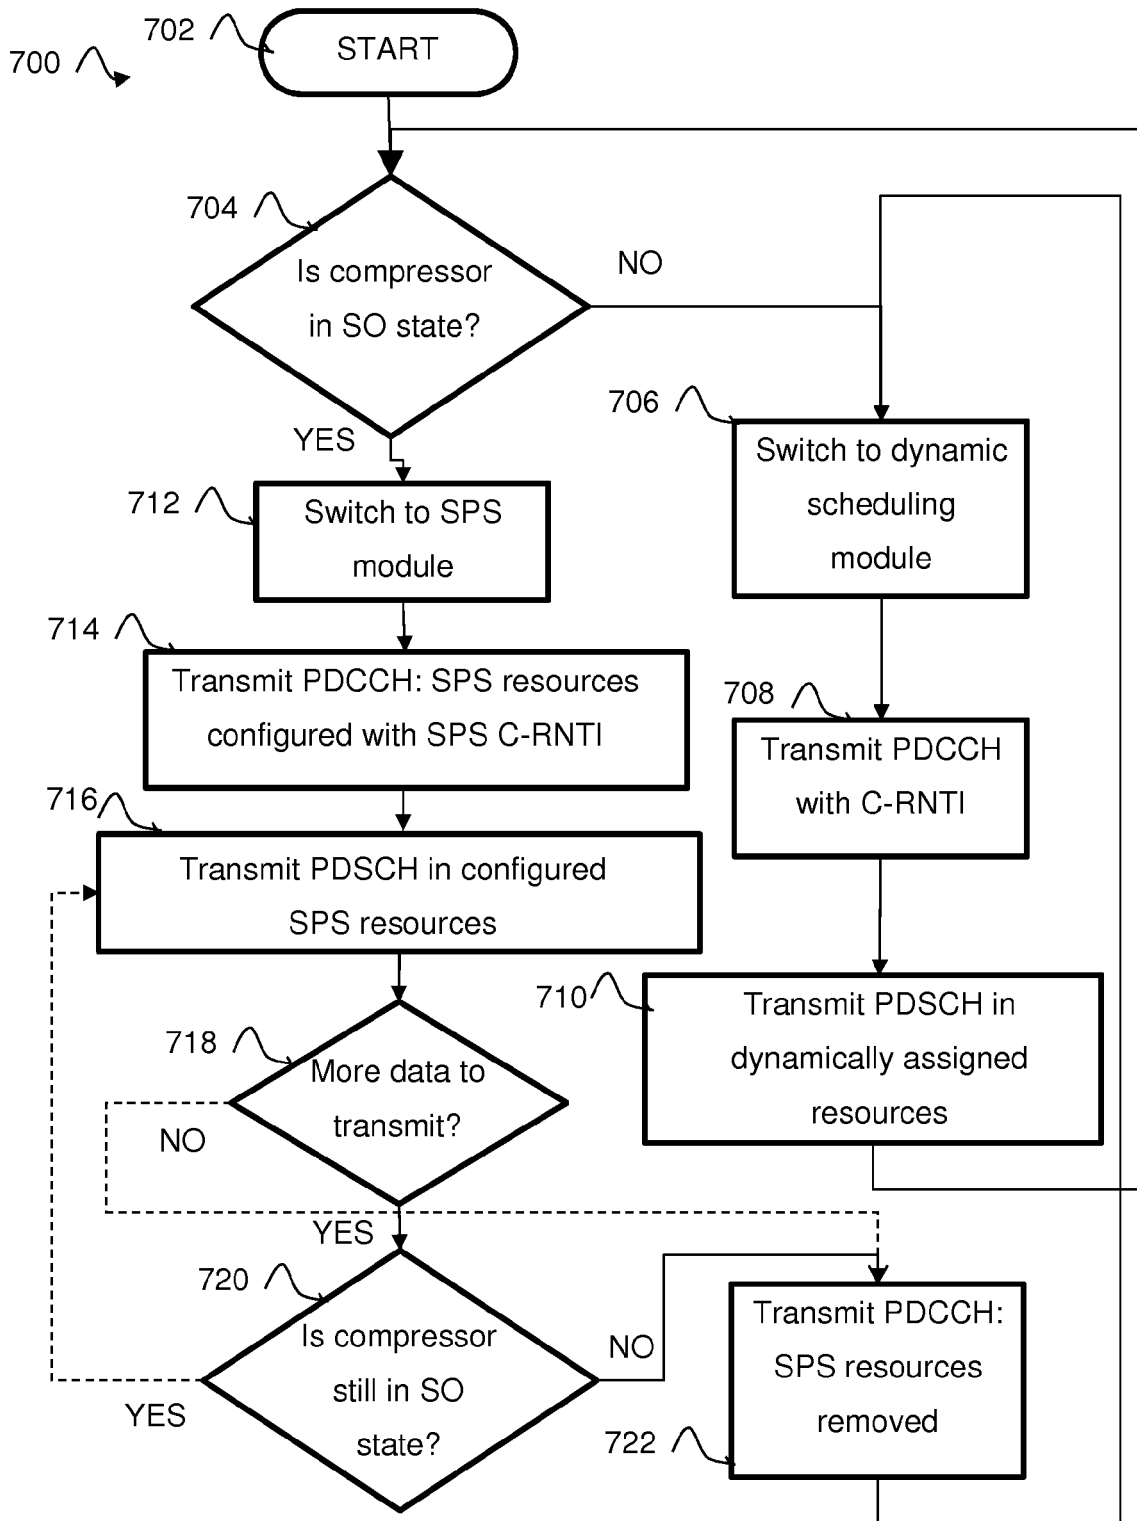 702
START
700
704
Is compressor
in SO state?
NO
YES
706
Switch to dynamic
scheduling
module
712
Switch to SPS
module
714
Transmit PDCCH: SPS resources
configured with SPS C-RNTI
708
Transmit PDCCH
with C-RNTI
716
Transmit PDSCH in configured
SPS resources
710
Transmit PDSCH in
dynamically assigned
resources
718
More data to
transmit?
NO
YES
720
Is compressor
still in SO
state?
NO
YES
Transmit PDCCH:
SPS resources
removed
722